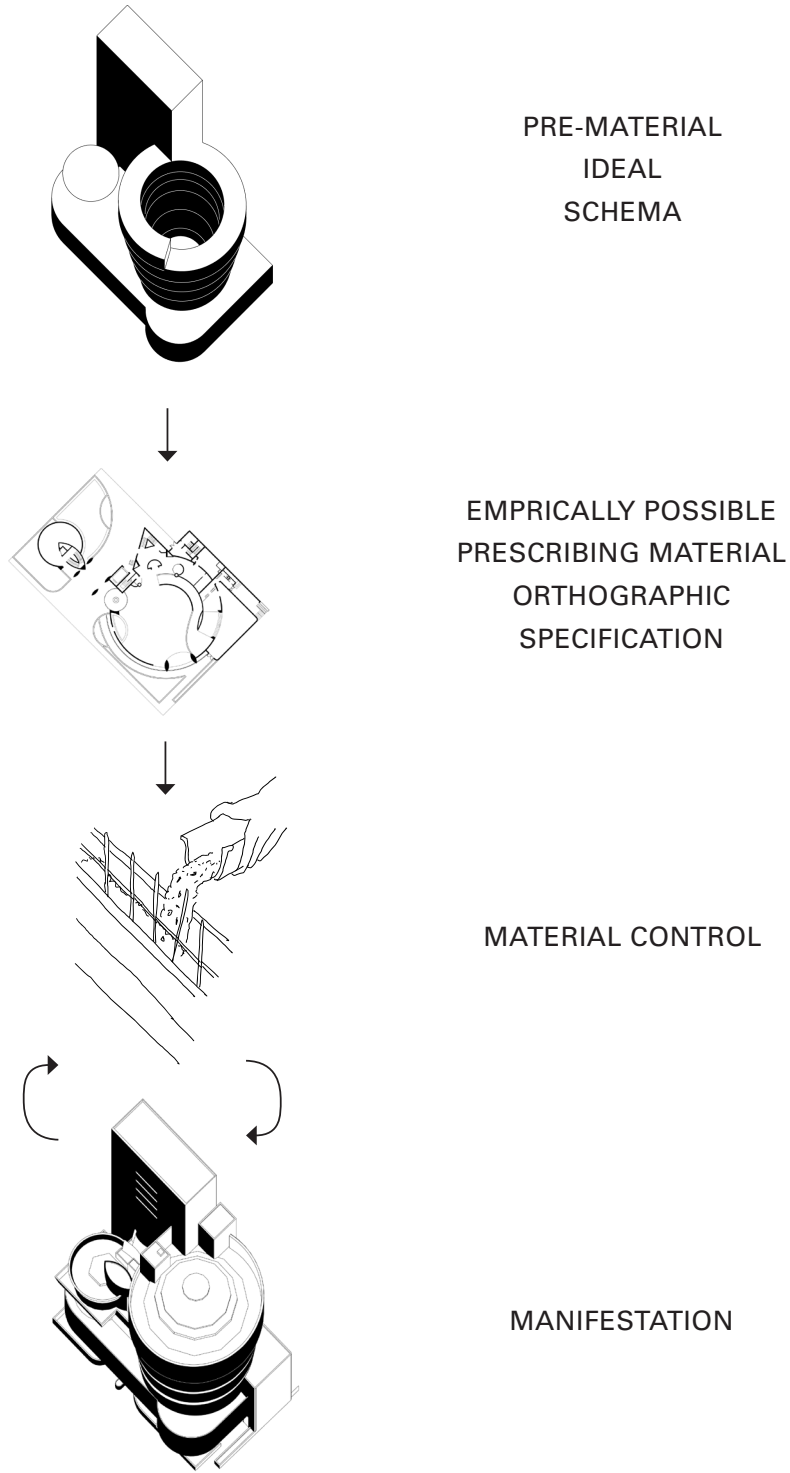 PRE-MATERIAL
IDEAL
SCHEMA
EMPRICALLY POSSIBLE
PRESCRIBING MATERIAL
ORTHOGRAPHIC
SPECIFICATION
MATERIAL CONTROL
MANIFESTATION